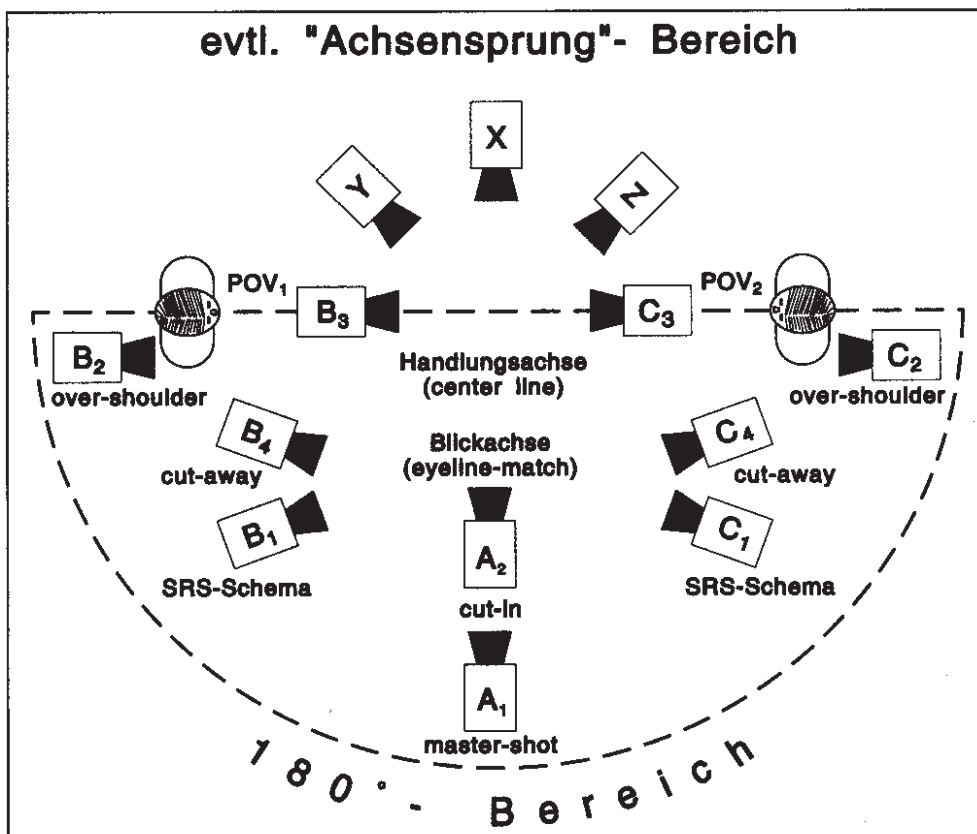 evtl. "Achsensprung"- Bereich
X
Y
Z
POV₁
POV₂
B₃
C₃
B₂
C₂
over-shoulder
over-shoulder
Handlungsachse
(center line)
B₄
C₄
cut-away
cut-away
Blickachse
(eyeline-match)
B₁
C₁
SRS-Schema
SRS-Schema
A₂
cut-in
A₁
master-shot
180°- Bereich